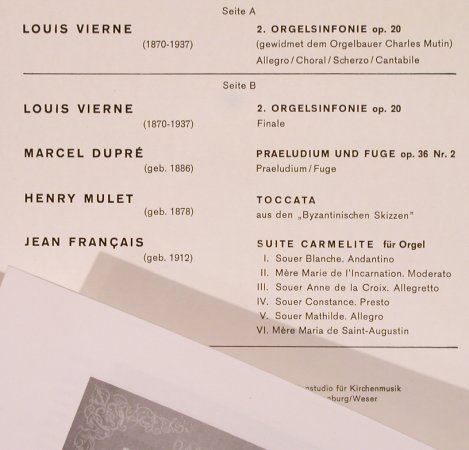 Seite A
LOUIS VIERNE 2. ORGELSINFONIE op. 20
(1870-1937) (gewidmet dem Orgelbauer Charles Mutin)
Allegro / Choral / Scherzo / Cantabile
Seite B
LOUIS VIERNE 2. ORGELSINFONIE op. 20
(1870-1937) Finale
MARCEL DUPRÉ PRAELUDIUM UND FUGE op. 36 Nr. 2
(geb. 1886) Praeludium / Fuge
HENRY MULET TOCCATA
(geb. 1878) aus den „Byzantinischen Skizzen"
JEAN FRANÇAIS SUITE CARMELITE für Orgel
(geb. 1912) I. Souer Blanche. Andantino
II. Mère Marie de l'Incarnation. Moderato
III. Souer Anne de la Croix. Allegretto
IV. Souer Constance. Presto
V. Souer Mathilde. Allegro
VI. Mère Maria de Saint-Augustin
nstudio für Kirchenmusik
burg/Weser